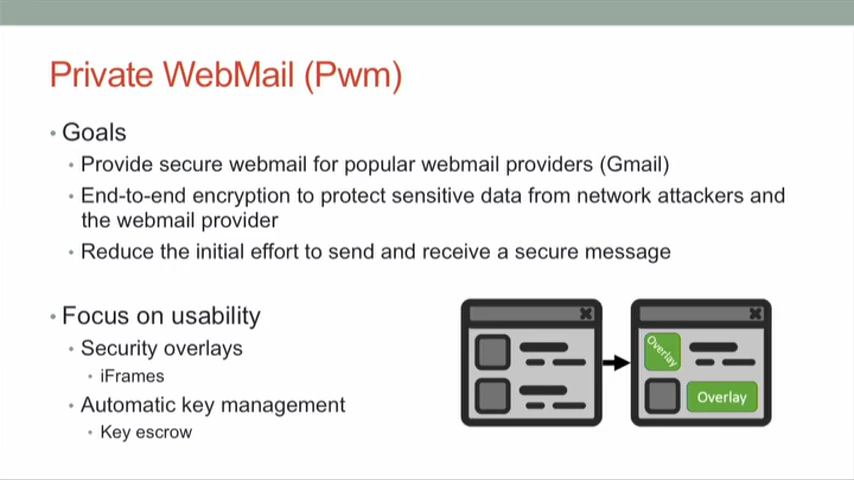 Private WebMail (Pwm)
• Goals
• Provide secure webmail for popular webmail providers (Gmail)
• End-to-end encryption to protect sensitive data from network attackers and
the webmail provider
• Reduce the initial effort to send and receive a secure message
• Focus on usability
• Security overlays
• iFrames
• Automatic key management
• Key escrow
Overlay
Overlay